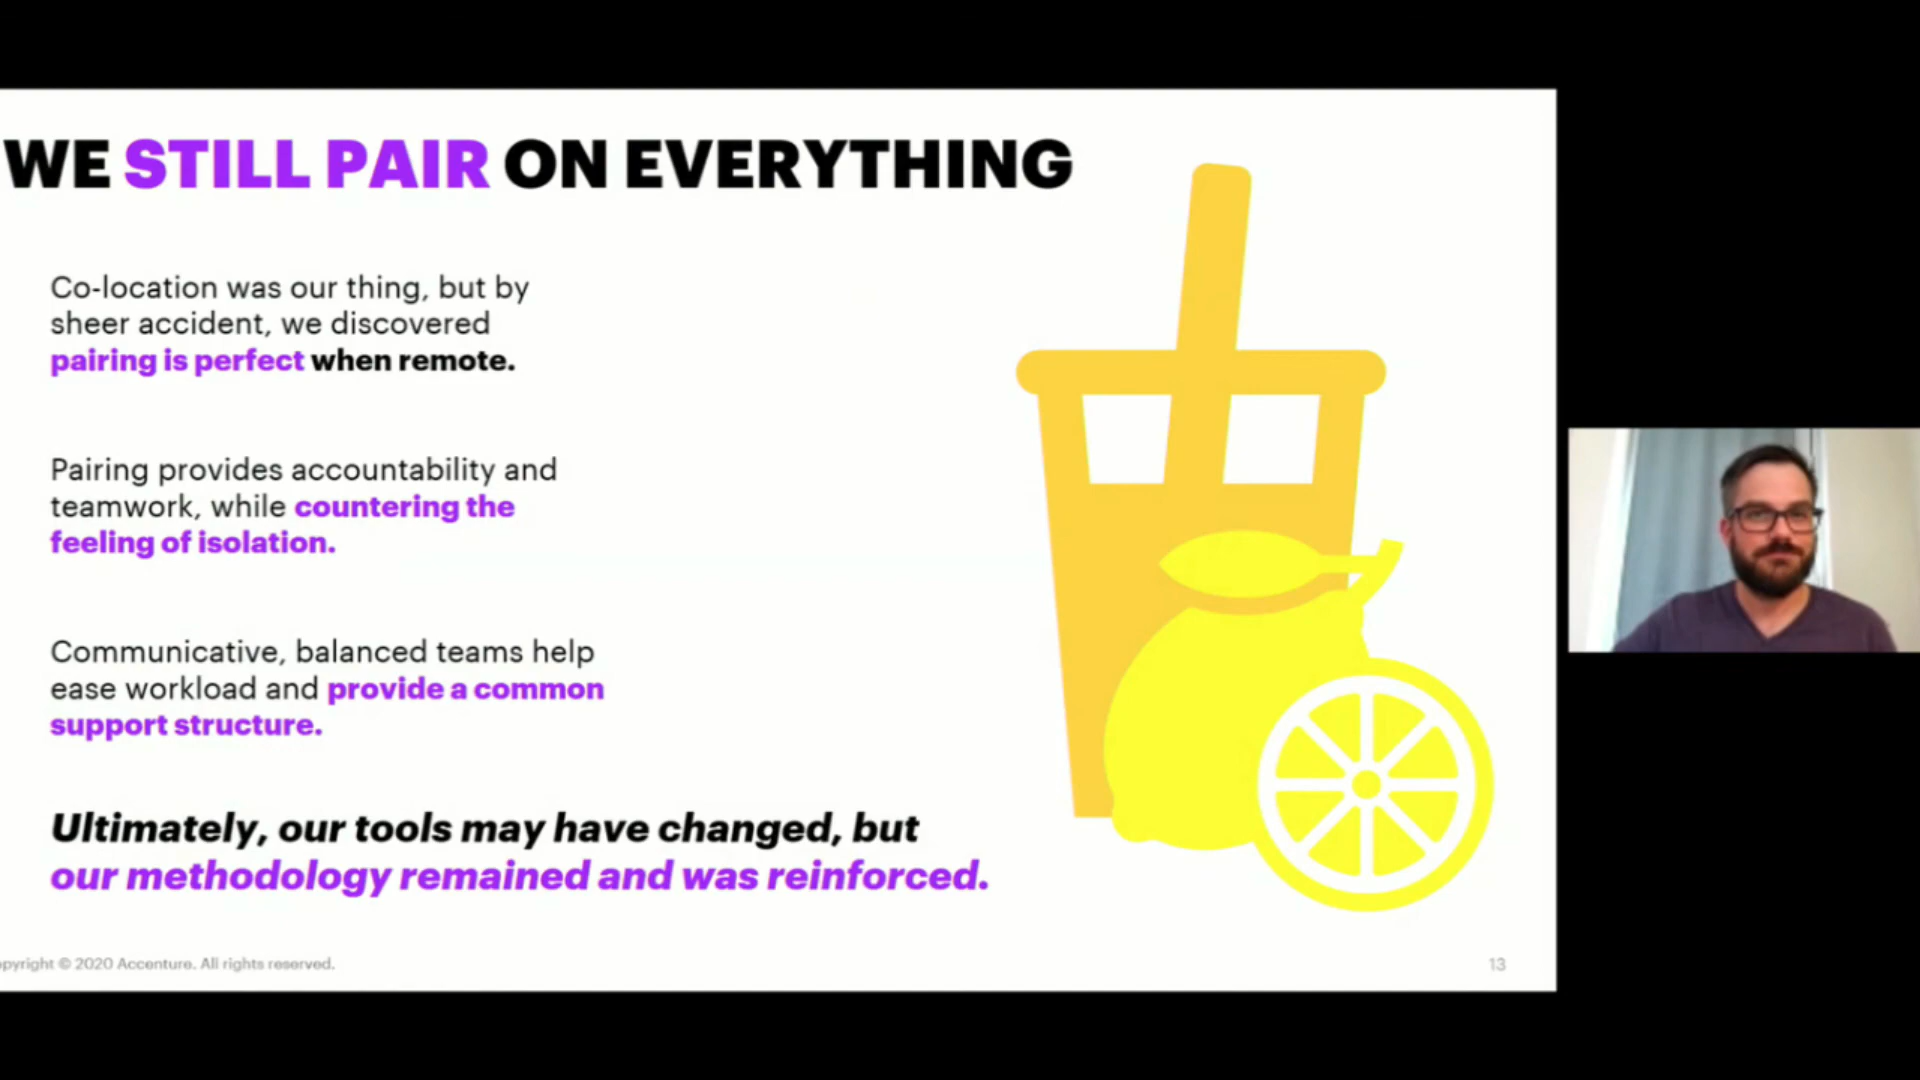 WE STILL PAIR ON EVERYTHING
Co-location was our thing, but by
sheer accident, we discovered
pairing is perfect when remote.
Pairing provides accountability and
teamwork, while countering the
feeling of isolation.
Communicative, balanced teams help
ease workload and provide a common
support structure.
Ultimately, our tools may have changed, but
our methodology remained and was reinforced.
opyright © 2020 Accenture. All rights reserved.
13